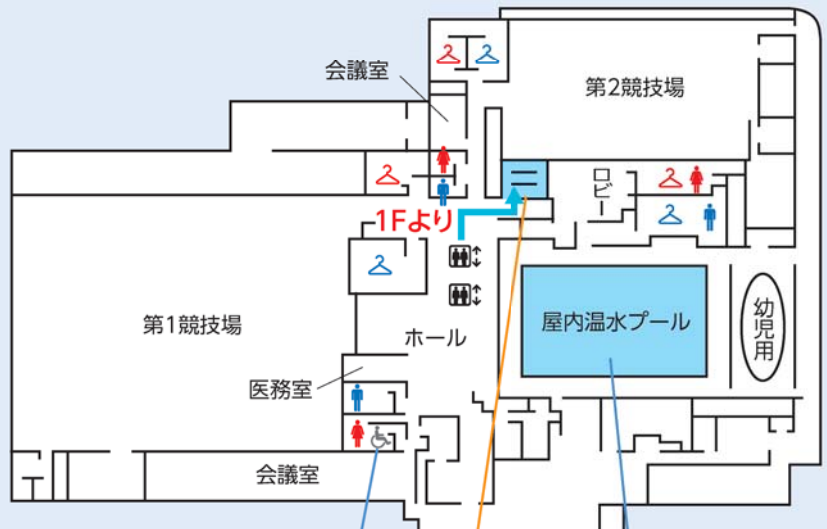 会議室
第2競技場
ロビー
1Fより
第1競技場
ホール
屋内温水プール
幼児用
医務室
会議室